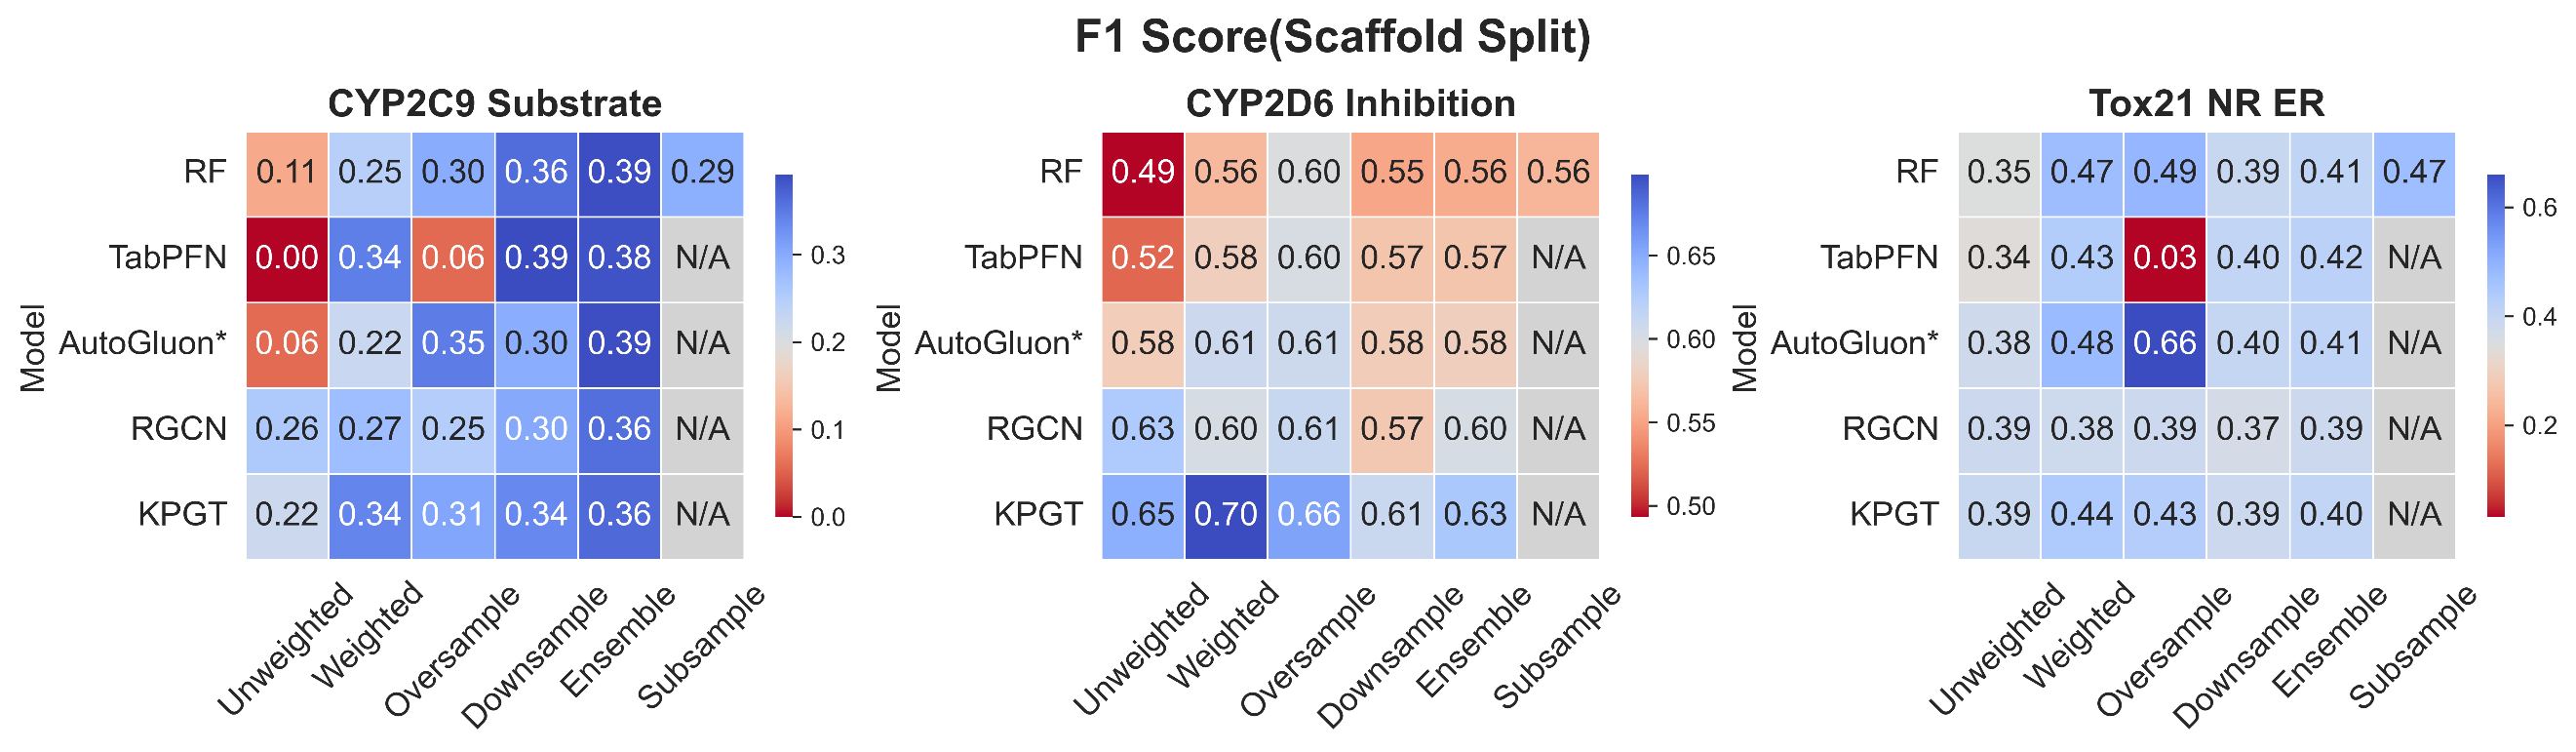 F1 Score(Scaffold Split)
CYP2C9 Substrate
Model
RF 0.11 0.25 0.30 0.36 0.39 0.29
TabPFN 0.00 0.34 0.06 0.39 0.38 N/A
AutoGluon* 0.06 0.22 0.35 0.30 0.39 N/A
RGCN 0.26 0.27 0.25 0.30 0.36 N/A
KPGT 0.22 0.34 0.31 0.34 0.36 N/A
Unweighted Weighted Oversample Downsample Ensemble Subsample
0.3
0.2
0.1
0.0
CYP2D6 Inhibition
Model
RF 0.49 0.56 0.60 0.55 0.56 0.56
TabPFN 0.52 0.58 0.60 0.57 0.57 N/A
AutoGluon* 0.58 0.61 0.61 0.58 0.58 N/A
RGCN 0.63 0.60 0.61 0.57 0.60 N/A
KPGT 0.65 0.70 0.66 0.61 0.63 N/A
Unweighted Weighted Oversample Downsample Ensemble Subsample
0.65
0.60
0.55
0.50
Tox21 NR ER
Model
RF 0.35 0.47 0.49 0.39 0.41 0.47
TabPFN 0.34 0.43 0.03 0.40 0.42 N/A
AutoGluon* 0.38 0.48 0.66 0.40 0.41 N/A
RGCN 0.39 0.38 0.39 0.37 0.39 N/A
KPGT 0.39 0.44 0.43 0.39 0.40 N/A
Unweighted Weighted Oversample Downsample Ensemble Subsample
0.6
0.4
0.2